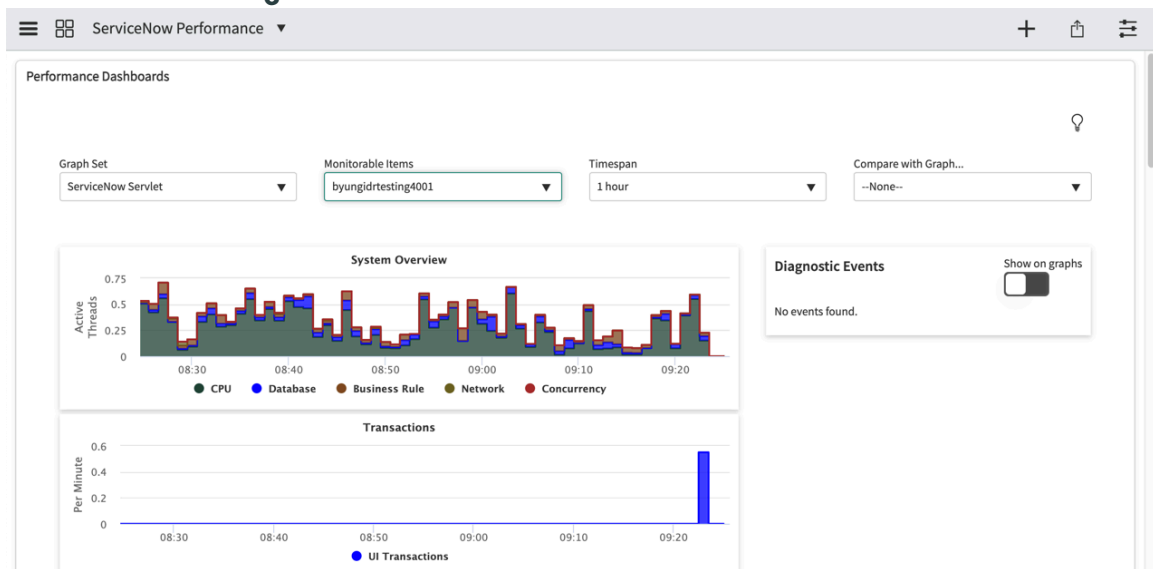 ServiceNow Performance ▼
Performance Dashboards
Graph Set
ServiceNow Servlet
Monitorable Items
byungidrtesting4001
Timespan
1 hour
Compare with Graph...
--None--
System Overview
Active Threads
0.75
0.5
0.25
0
08:30 08:40 08:50 09:00 09:10 09:20
CPU Database Business Rule Network Concurrency
Diagnostic Events
Show on graphs
No events found.
Transactions
Per Minute
0.6
0.4
0.2
0
08:30 08:40 08:50 09:00 09:10 09:20
UI Transactions